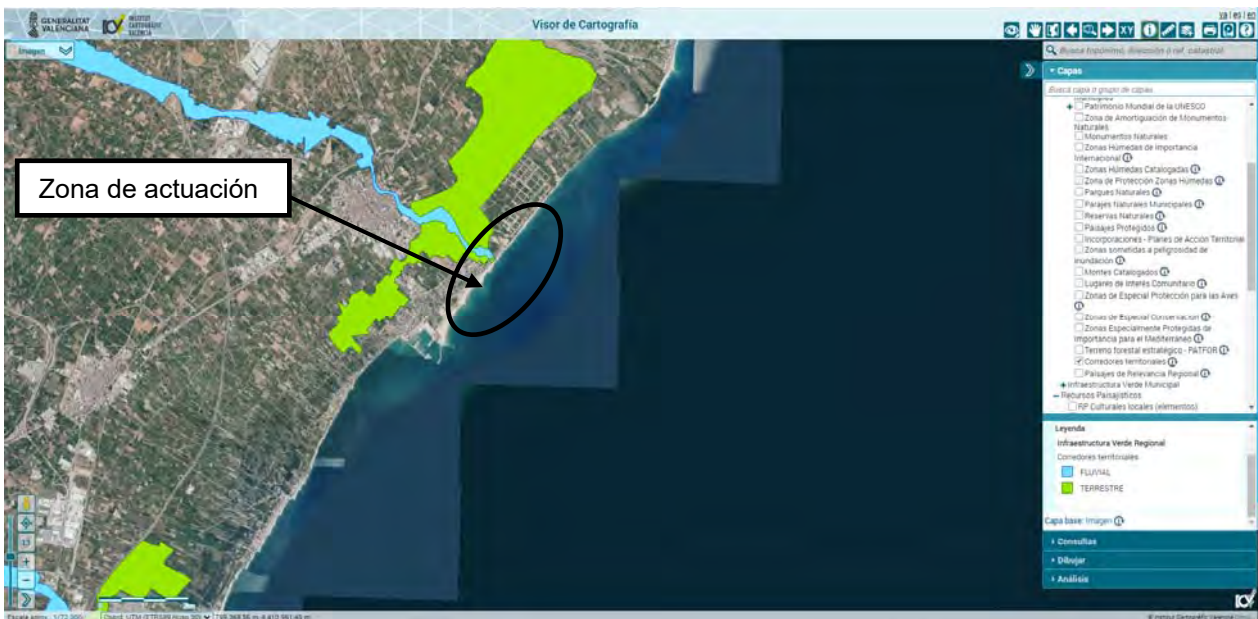 GENERALITAT
VALENCIANA
INSTITUT
CARTOGRÀFIC
VALENCIÀ
Visor de Cartografía
va | es | en
XY
Imagen
Busca topónimo, dirección o ref. catastral
Capas
Busca capa o grupo de capas
Patrimonio Mundial de la UNESCO
Zona de Amortiguación de Monumentos
Naturales
Monumentos Naturales
Zonas Húmedas de Importancia
Internacional
Zonas Húmedas Catalogadas
Zona de Protección Zonas Húmedas
Parques Naturales
Parajes Naturales Municipales
Reservas Naturales
Paisajes Protegidos
Incorporaciones - Planes de Acción Territorial
Zonas sometidas a peligrosidad de
inundación
Montes Catalogados
Lugares de Interés Comunitario
Zonas de Especial Protección para las Aves
Zonas de Especial Conservación
Zonas Especialmente Protegidas de
Importancia para el Mediterráneo
Terreno forestal estratégico - PATFOR
Corredores territoriales
Paisajes de Relevancia Regional
Infraestructura Verde Municipal
Recursos Paisajísticos
RP Culturales locales (elementos)
Zona de actuación
Leyenda
Infraestructura Verde Regional
Corredores territoriales
FLUVIAL
TERRESTRE
Capa base: Imagen
Consultas
Dibujar
Análisis